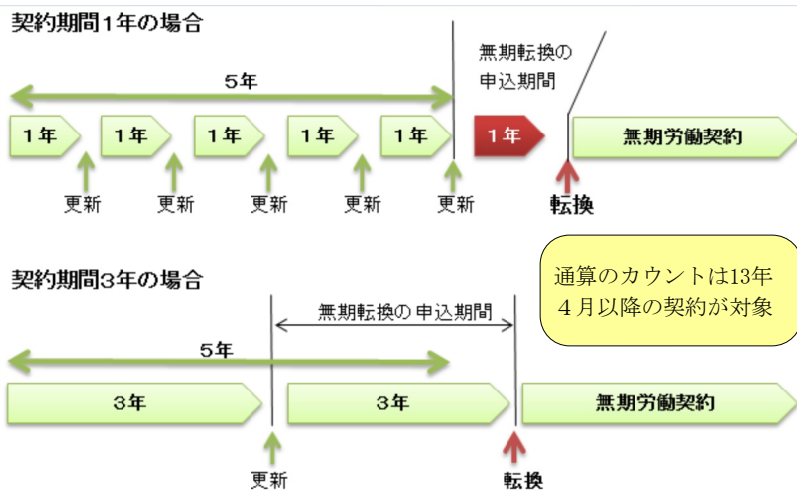 契約期間1年の場合
無期転換の
申込期間
5年
1年 1年 1年 1年 1年 1年 無期労働契約
更新 更新 更新 更新 更新 転換
契約期間3年の場合
通算のカウントは13年
４月以降の契約が対象
無期転換の申込期間
5年
3年 3年 無期労働契約
更新 転換